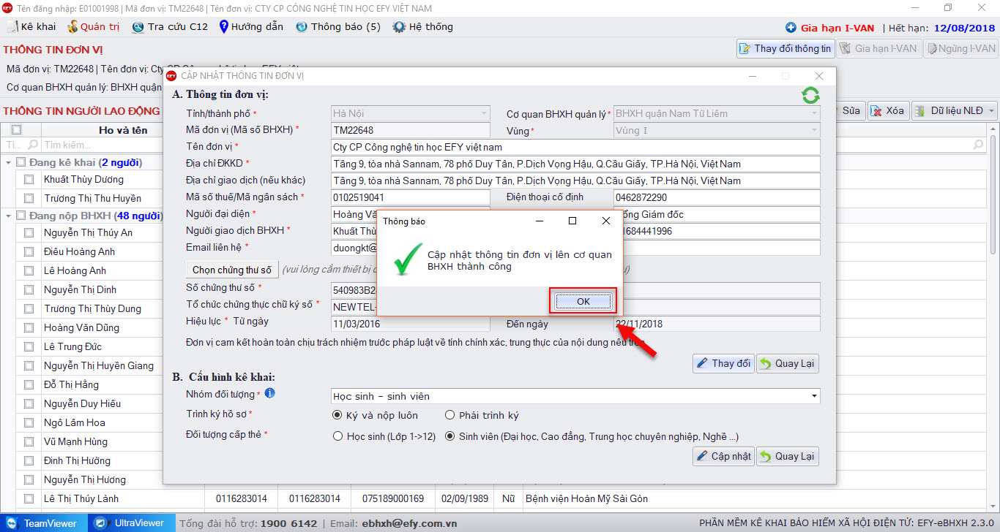 EFY Tên đăng nhập: E01001998 | Mã đơn vị: TM22648 | Tên đơn vị: CTY CP CÔNG NGHỆ TIN HỌC EFY VIỆT NAM
Kê khai Quản trị Tra cứu C12 Hướng dẫn Thông báo (5) Hệ thống Gia hạn I-VAN | Hết hạn: 12/08/2018
THÔNG TIN ĐƠN VỊ Thay đổi thông tin Gia hạn I-VAN Ngừng I-VAN
Mã đơn vị: TM22648 | Tên đơn vị: Cty CP
Cơ quan BHXH quản lý: BHXH quận
THÔNG TIN NGƯỜI LAO ĐỘNG Sửa Xóa Dữ liệu NLĐ
Họ và tên
Tì... Tìm kiếm...
Đang kê khai (2 người)
Khuất Thùy Dương
Trương Thị Thu Huyền
Đang nộp BHXH (48 người)
Nguyễn Thị Thúy An
Điêu Hoàng Anh
Lê Hoàng Anh
Nguyễn Thị Dinh
Trương Thị Thùy Dung
Hoàng Văn Dũng
Lê Trung Đức
Nguyễn Thị Huyền Giang
Đỗ Thị Hằng
Nguyễn Duy Hiếu
Ngô Lâm Hoa
Vũ Mạnh Hùng
Đinh Thị Hưởng
Nguyễn Thị Hương
Lê Thị Thúy Lành 0116283014 0116283014 075189000169 02/09/1989 Nữ Bệnh viện Hoàn Mỹ Sài Gòn
EFY CẬP NHẬT THÔNG TIN ĐƠN VỊ
A. Thông tin đơn vị:
Tỉnh/thành phố * Hà Nội Cơ quan BHXH quản lý * BHXH quận Nam Từ Liêm
Mã đơn vị (Mã số BHXH) * TM22648 Vùng * Vùng I
Tên đơn vị * Cty CP Công nghệ tin học EFY việt nam
Địa chỉ ĐKKD * Tầng 9, tòa nhà Sannam, 78 phố Duy Tân, P.Dịch Vọng Hậu, Q.Cầu Giấy, TP.Hà Nội, Việt Nam
Địa chỉ giao dịch (nếu khác) Tầng 9, tòa nhà Sannam, 78 phố Duy Tân, P.Dịch Vọng Hậu, Q.Cầu Giấy, TP.Hà Nội, Việt Nam
Mã số thuế/Mã ngân sách * 0102519041 Điện thoại cố định 0462872290
Người đại diện * Hoàng Vă ổng Giám đốc
Người giao dịch BHXH * Khuất Thù 1684441996
Email liên hệ * duongkt@
Chọn chứng thư số (vui lòng cắm thiết bị
Số chứng thư số * 540983B2
Tổ chức chứng thực chữ ký số * NEWTEL-
Hiệu lực * Từ ngày 11/03/2016 Đến ngày 22/11/2018
Đơn vị cam kết hoàn toàn chịu trách nhiệm trước pháp luật về tính chính xác, trung thực của nội dung nêu trên
Thay đổi Quay Lại
B. Cấu hình kê khai:
Nhóm đối tượng * Học sinh - sinh viên
Trình ký hồ sơ * Ký và nộp luôn Phải trình ký
Đối tượng cấp thẻ * Học sinh (Lớp 1->12) Sinh viên (Đại học, Cao đẳng, Trung học chuyên nghiệp, Nghề ...)
Cập nhật Quay Lại
Thông báo
Cập nhật thông tin đơn vị lên cơ quan
BHXH thành công
OK
TeamViewer UltraViewer Tổng đài hỗ trợ: 1900 6142 | Email: ebhxh@efy.com.vn PHẦN MỀM KÊ KHAI BẢO HIỂM XÃ HỘI ĐIỆN TỬ: EFY-eBHXH 2.3.0